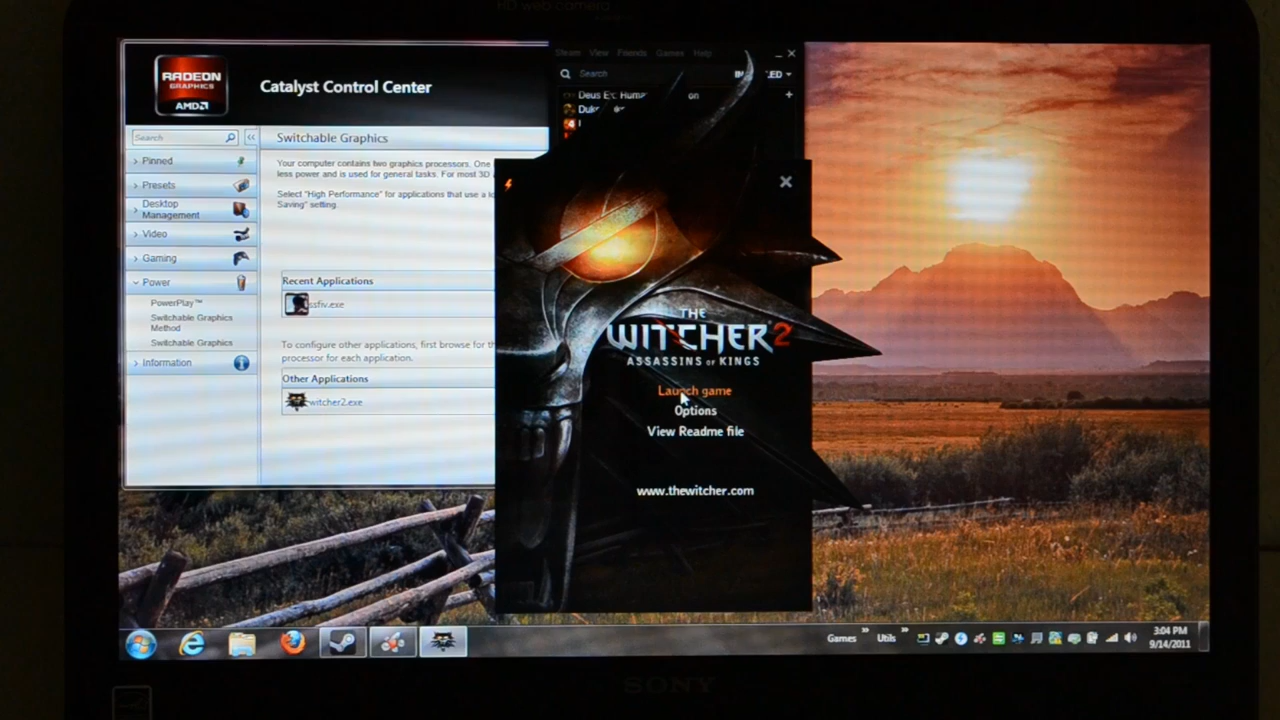 HD web camera
Steam View Friends Games Help
RADEON
GRAPHICS
AMD
Catalyst Control Center
Search
Deus Ex: Huma on
Search
Switchable Graphics
Pinned
Presets
Desktop
Management
Video
Gaming
Power
PowerPlay™
Switchable Graphics
Method
Switchable Graphics
Information
Your computer contains two graphics processors. One
less power and is used for general tasks. For most 3D
Select "High Performance" for applications that use a
Saving" setting.
Recent Applications
ssfiv.exe
To configure other applications, first browse for
processor for each application.
Other Applications
witcher2.exe
THE
WITCHER 2
ASSASSINS OF KINGS
Launch game
Options
View Readme file
www.thewitcher.com
Games
Utils
3:04 PM
9/14/2011
SONY